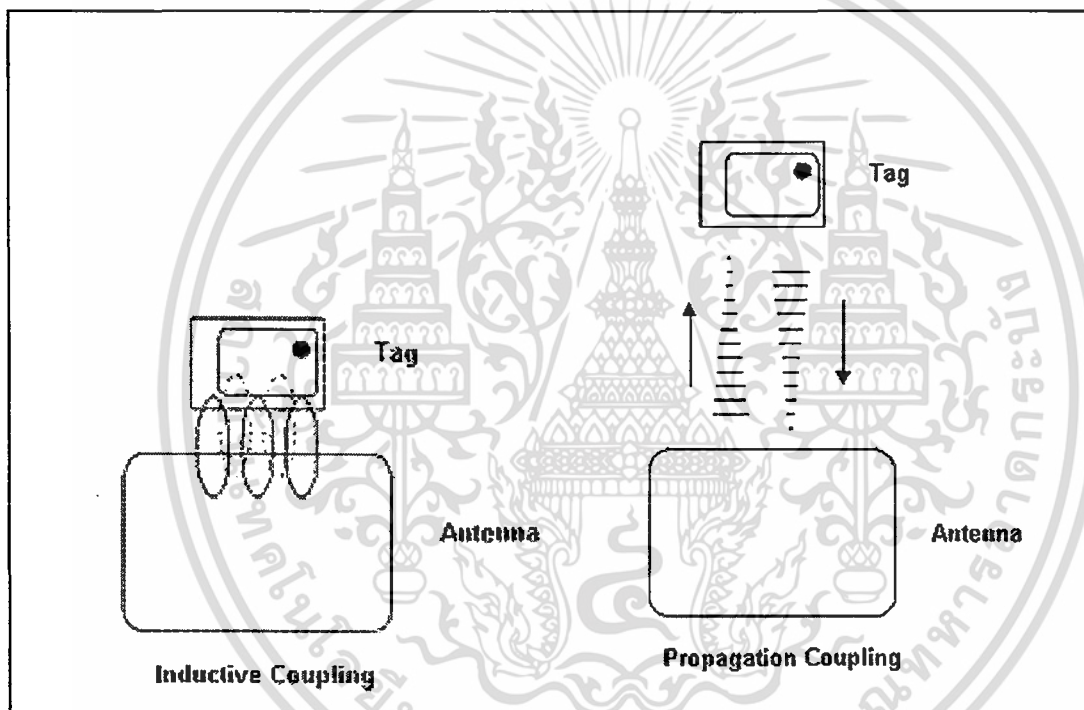 Tag
Antenna
Inductive Coupling
Tag
Antenna
Propagation Coupling